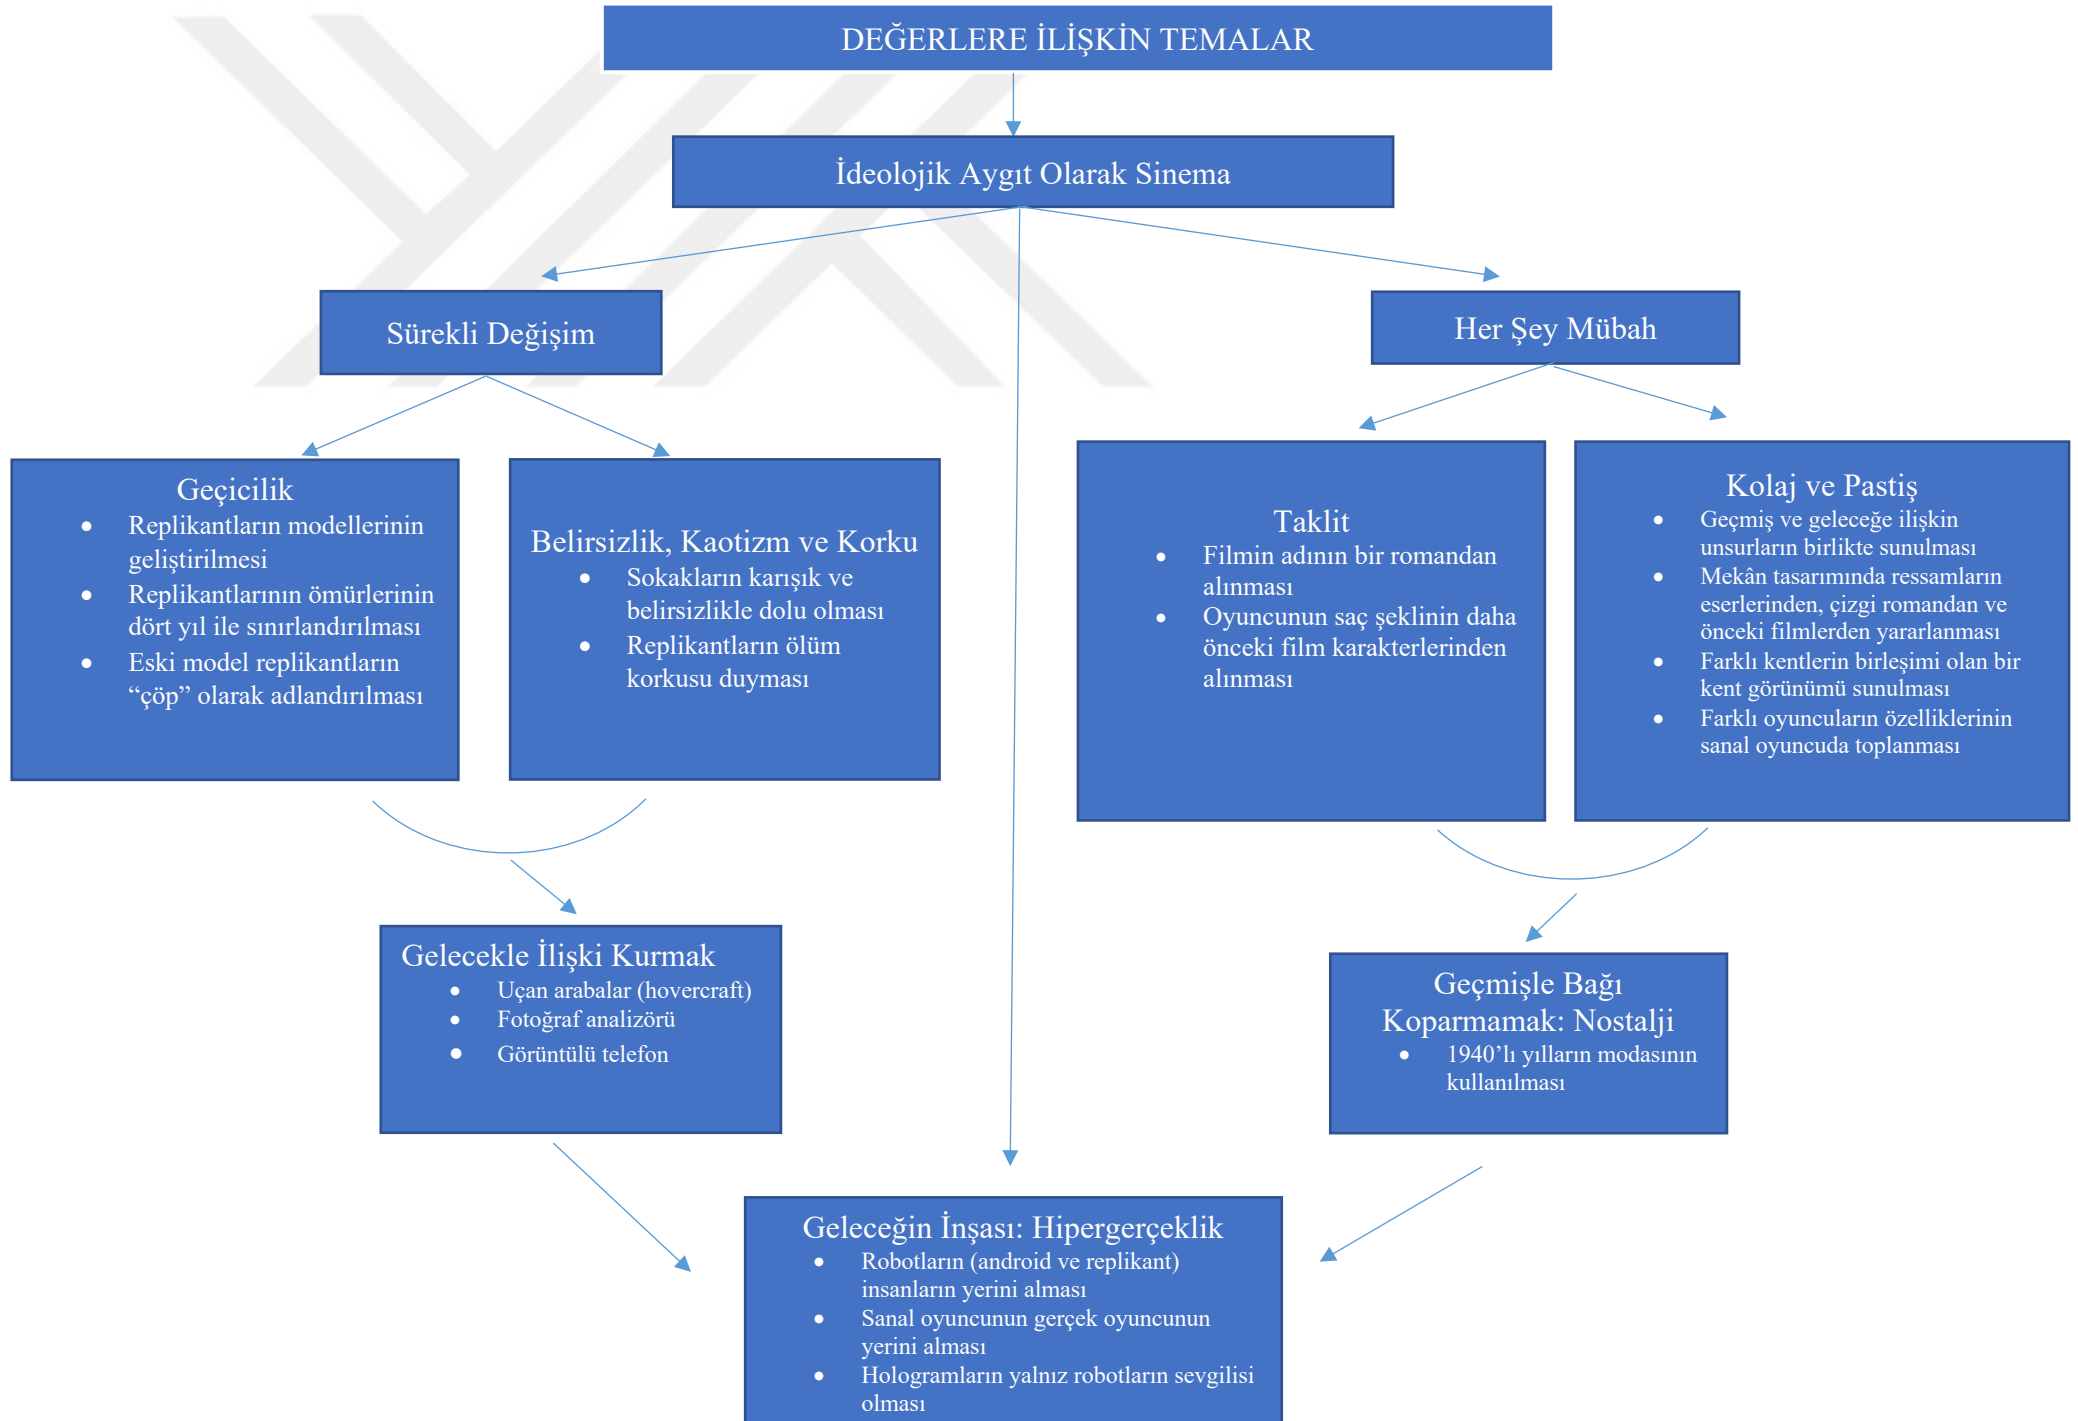 DEĞERLERE İLİŞKİN TEMALAR
İdeolojik Aygıt Olarak Sinema
Sürekli Değişim
Her Şey Mübah
Geçicilik
● Replikantların modellerinin
geliştirilmesi
● Replikantlarının ömürlerinin
dört yıl ile sınırlandırılması
● Eski model replikantların
“çöp” olarak adlandırılması
Belirsizlik, Kaotizm ve Korku
● Sokakların karışık ve
belirsizlikle dolu olması
● Replikantların ölüm
korkusu duyması
Taklit
● Filmin adının bir romandan
alınması
● Oyuncunun saç şeklinin daha
önceki film karakterlerinden
alınması
Kolaj ve Pastiş
● Geçmiş ve geleceğe ilişkin
unsurların birlikte sunulması
● Mekân tasarımında ressamların
eserlerinden, çizgi romandan ve
önceki filmlerden yararlanması
● Farklı kentlerin birleşimi olan bir
kent görünümü sunulması
● Farklı oyuncuların özelliklerinin
sanal oyuncuda toplanması
Gelecekle İlişki Kurmak
● Uçan arabalar (hovercraft)
● Fotoğraf analizörü
● Görüntülü telefon
Geçmişle Bağı
Koparmamak: Nostalji
● 1940’lı yılların modasının
kullanılması
Geleceğin İnşası: Hipergerçeklik
● Robotların (android ve replikant)
insanların yerini alması
● Sanal oyuncunun gerçek oyuncunun
yerini alması
● Hologramların yalnız robotların sevgilisi
olması